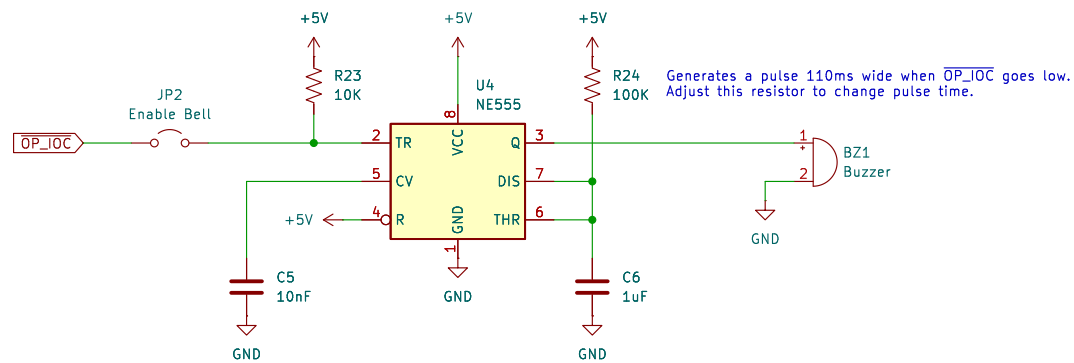 +5V
+5V
+5V
R23
10K
U4
NE555
R24
100K
Generates a pulse 110ms wide when OP_IOC goes low.
Adjust this resistor to change pulse time.
JP2
Enable Bell
OP_IOC
8
VCC
2
TR
Q
3
1
+
BZ1
Buzzer
5
CV
DIS
7
2
+5V
4
R
GND
THR
6
1
GND
GND
C5
10nF
C6
1uF
GND
GND